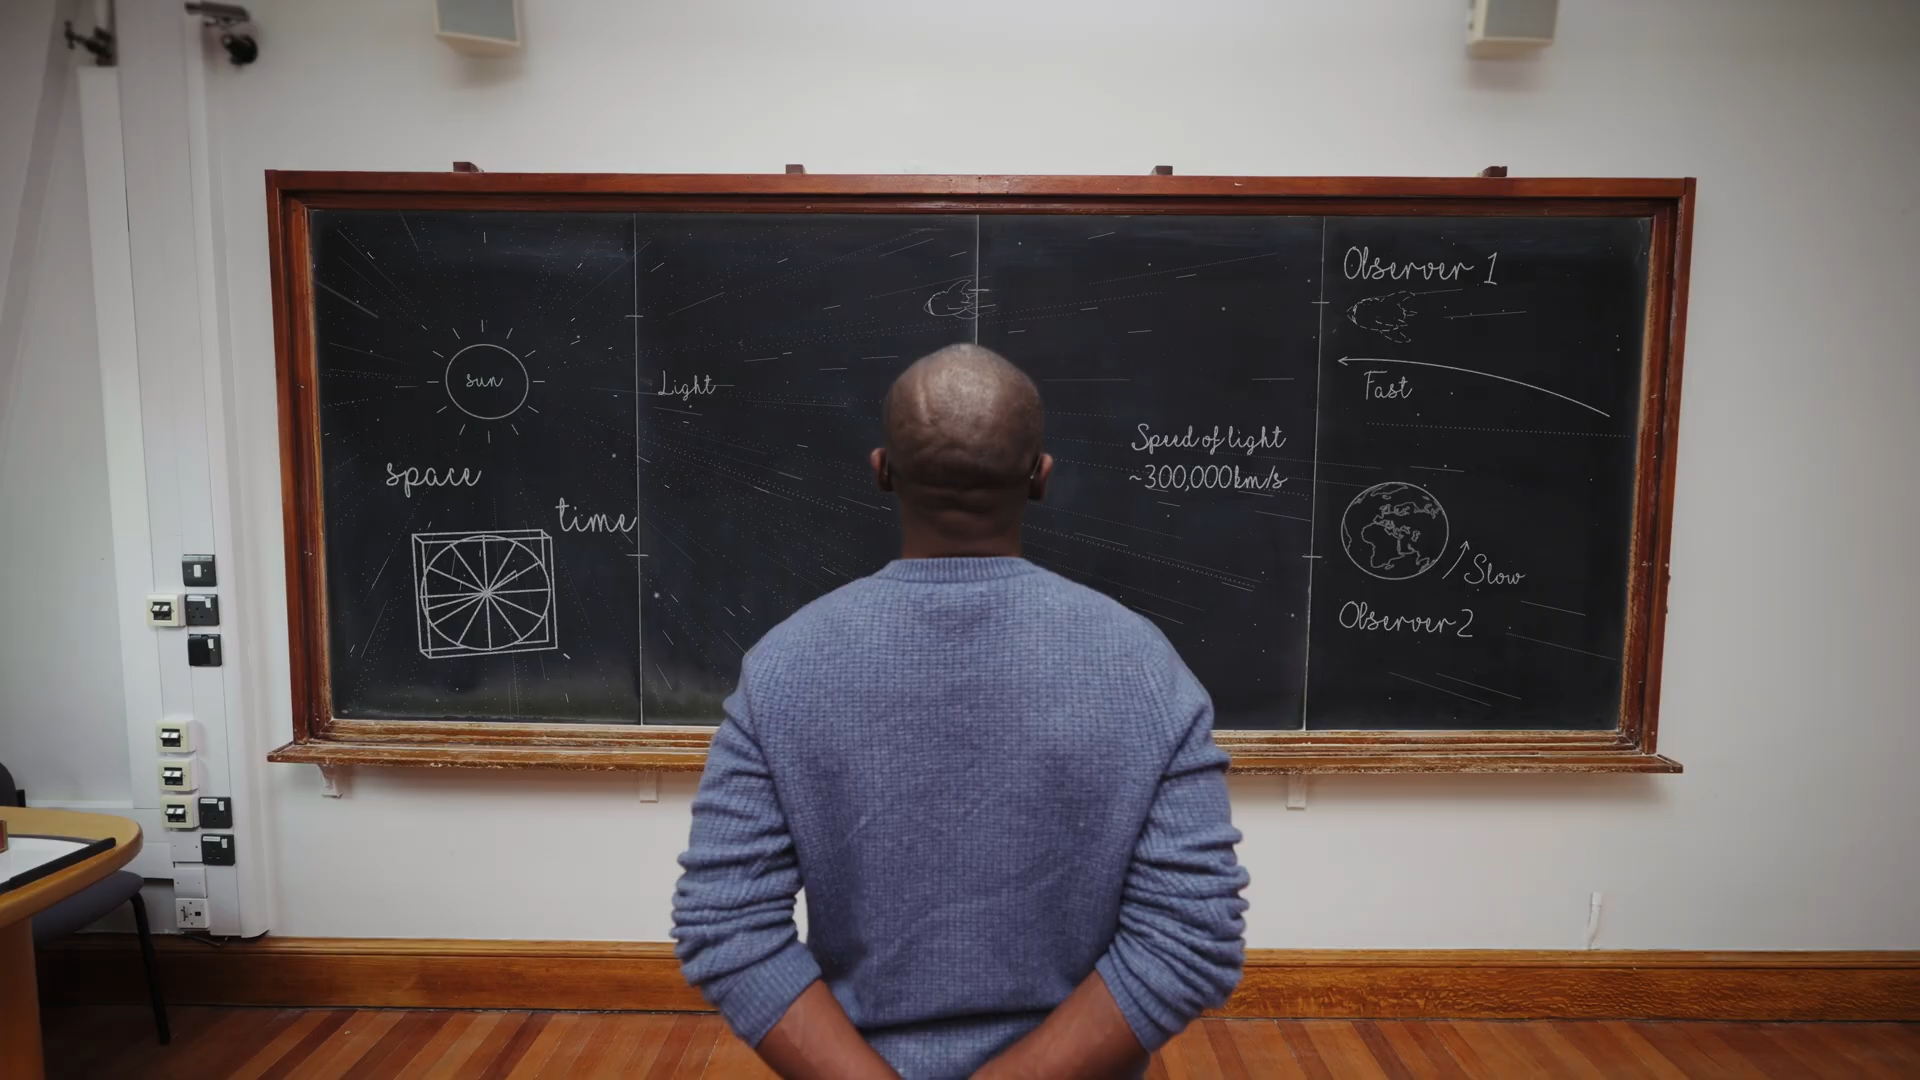 sun
space
time
Light
Speed of light
~300,000km/s
Observer 1
Fast
Slow
Observer 2